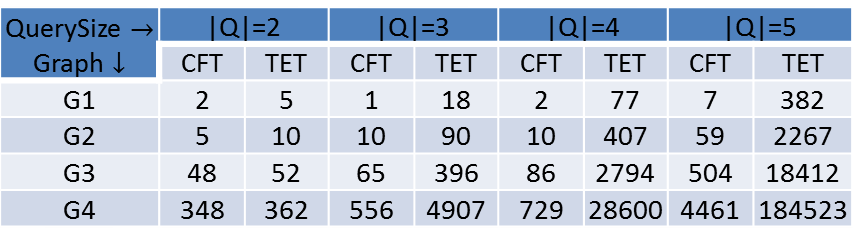 QuerySize → |Q|=2 |Q|=3 |Q|=4 |Q|=5
Graph ↓ CFT TET CFT TET CFT TET CFT TET
G1 2 5 1 18 2 77 7 382
G2 5 10 10 90 10 407 59 2267
G3 48 52 65 396 86 2794 504 18412
G4 348 362 556 4907 729 28600 4461 184523